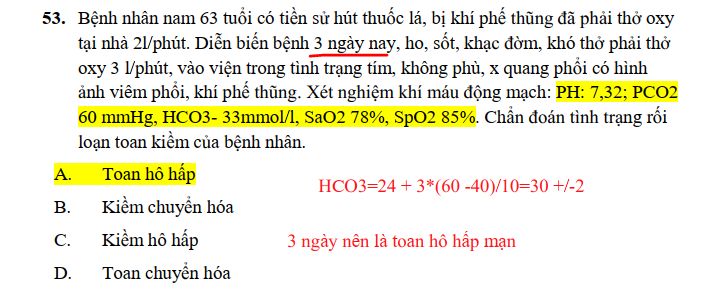 53. Bệnh nhân nam 63 tuổi có tiền sử hút thuốc lá, bị khí phế thũng đã phải thở oxy
tại nhà 2l/phút. Diễn biến bệnh 3 ngày nay, ho, sốt, khạc đờm, khó thở phải thở
oxy 3 l/phút, vào viện trong tình trạng tím, không phù, x quang phổi có hình
ảnh viêm phổi, khí phế thũng. Xét nghiệm khí máu động mạch: PH: 7,32; PCO2
60 mmHg, HCO3- 33mmol/l, SaO2 78%, SpO2 85%. Chẩn đoán tình trạng rối
loạn toan kiềm của bệnh nhân.
A. Toan hô hấp
HCO3=24 + 3*(60 -40)/10=30 +/-2
B. Kiềm chuyển hóa
C. Kiềm hô hấp
3 ngày nên là toan hô hấp mạn
D. Toan chuyển hóa